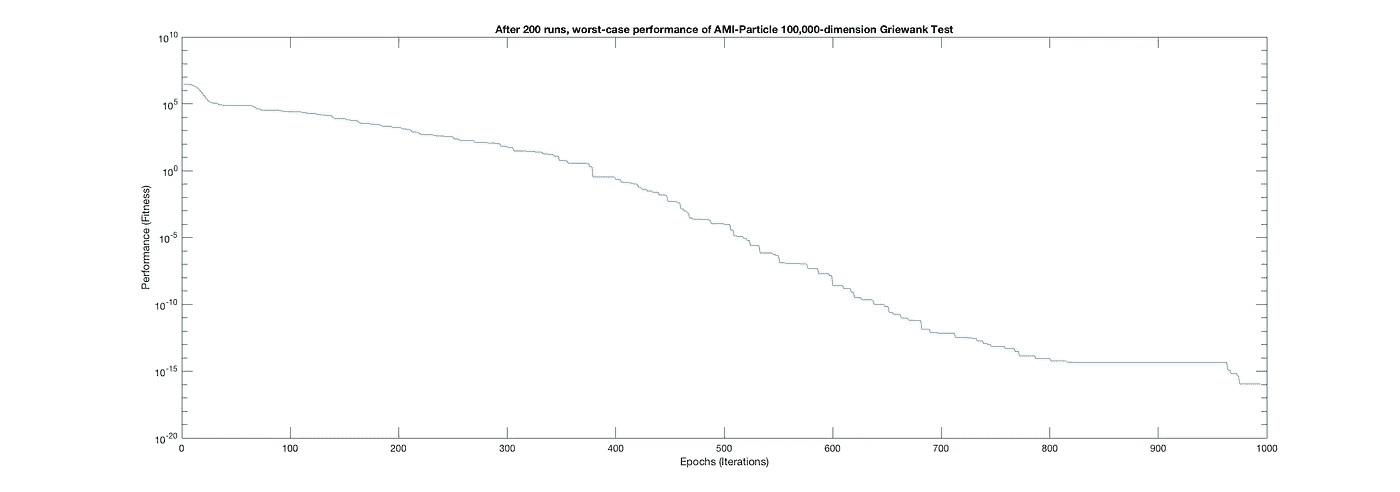 After 200 runs, worst-case performance of AMI-Particle 100,000-dimension Griewank Test
10^10
10^5
10^0
10^-5
10^-10
10^-15
10^-20
Performance (Fitness)
0 100 200 300 400 500 600 700 800 900 1000
Epochs (Iterations)